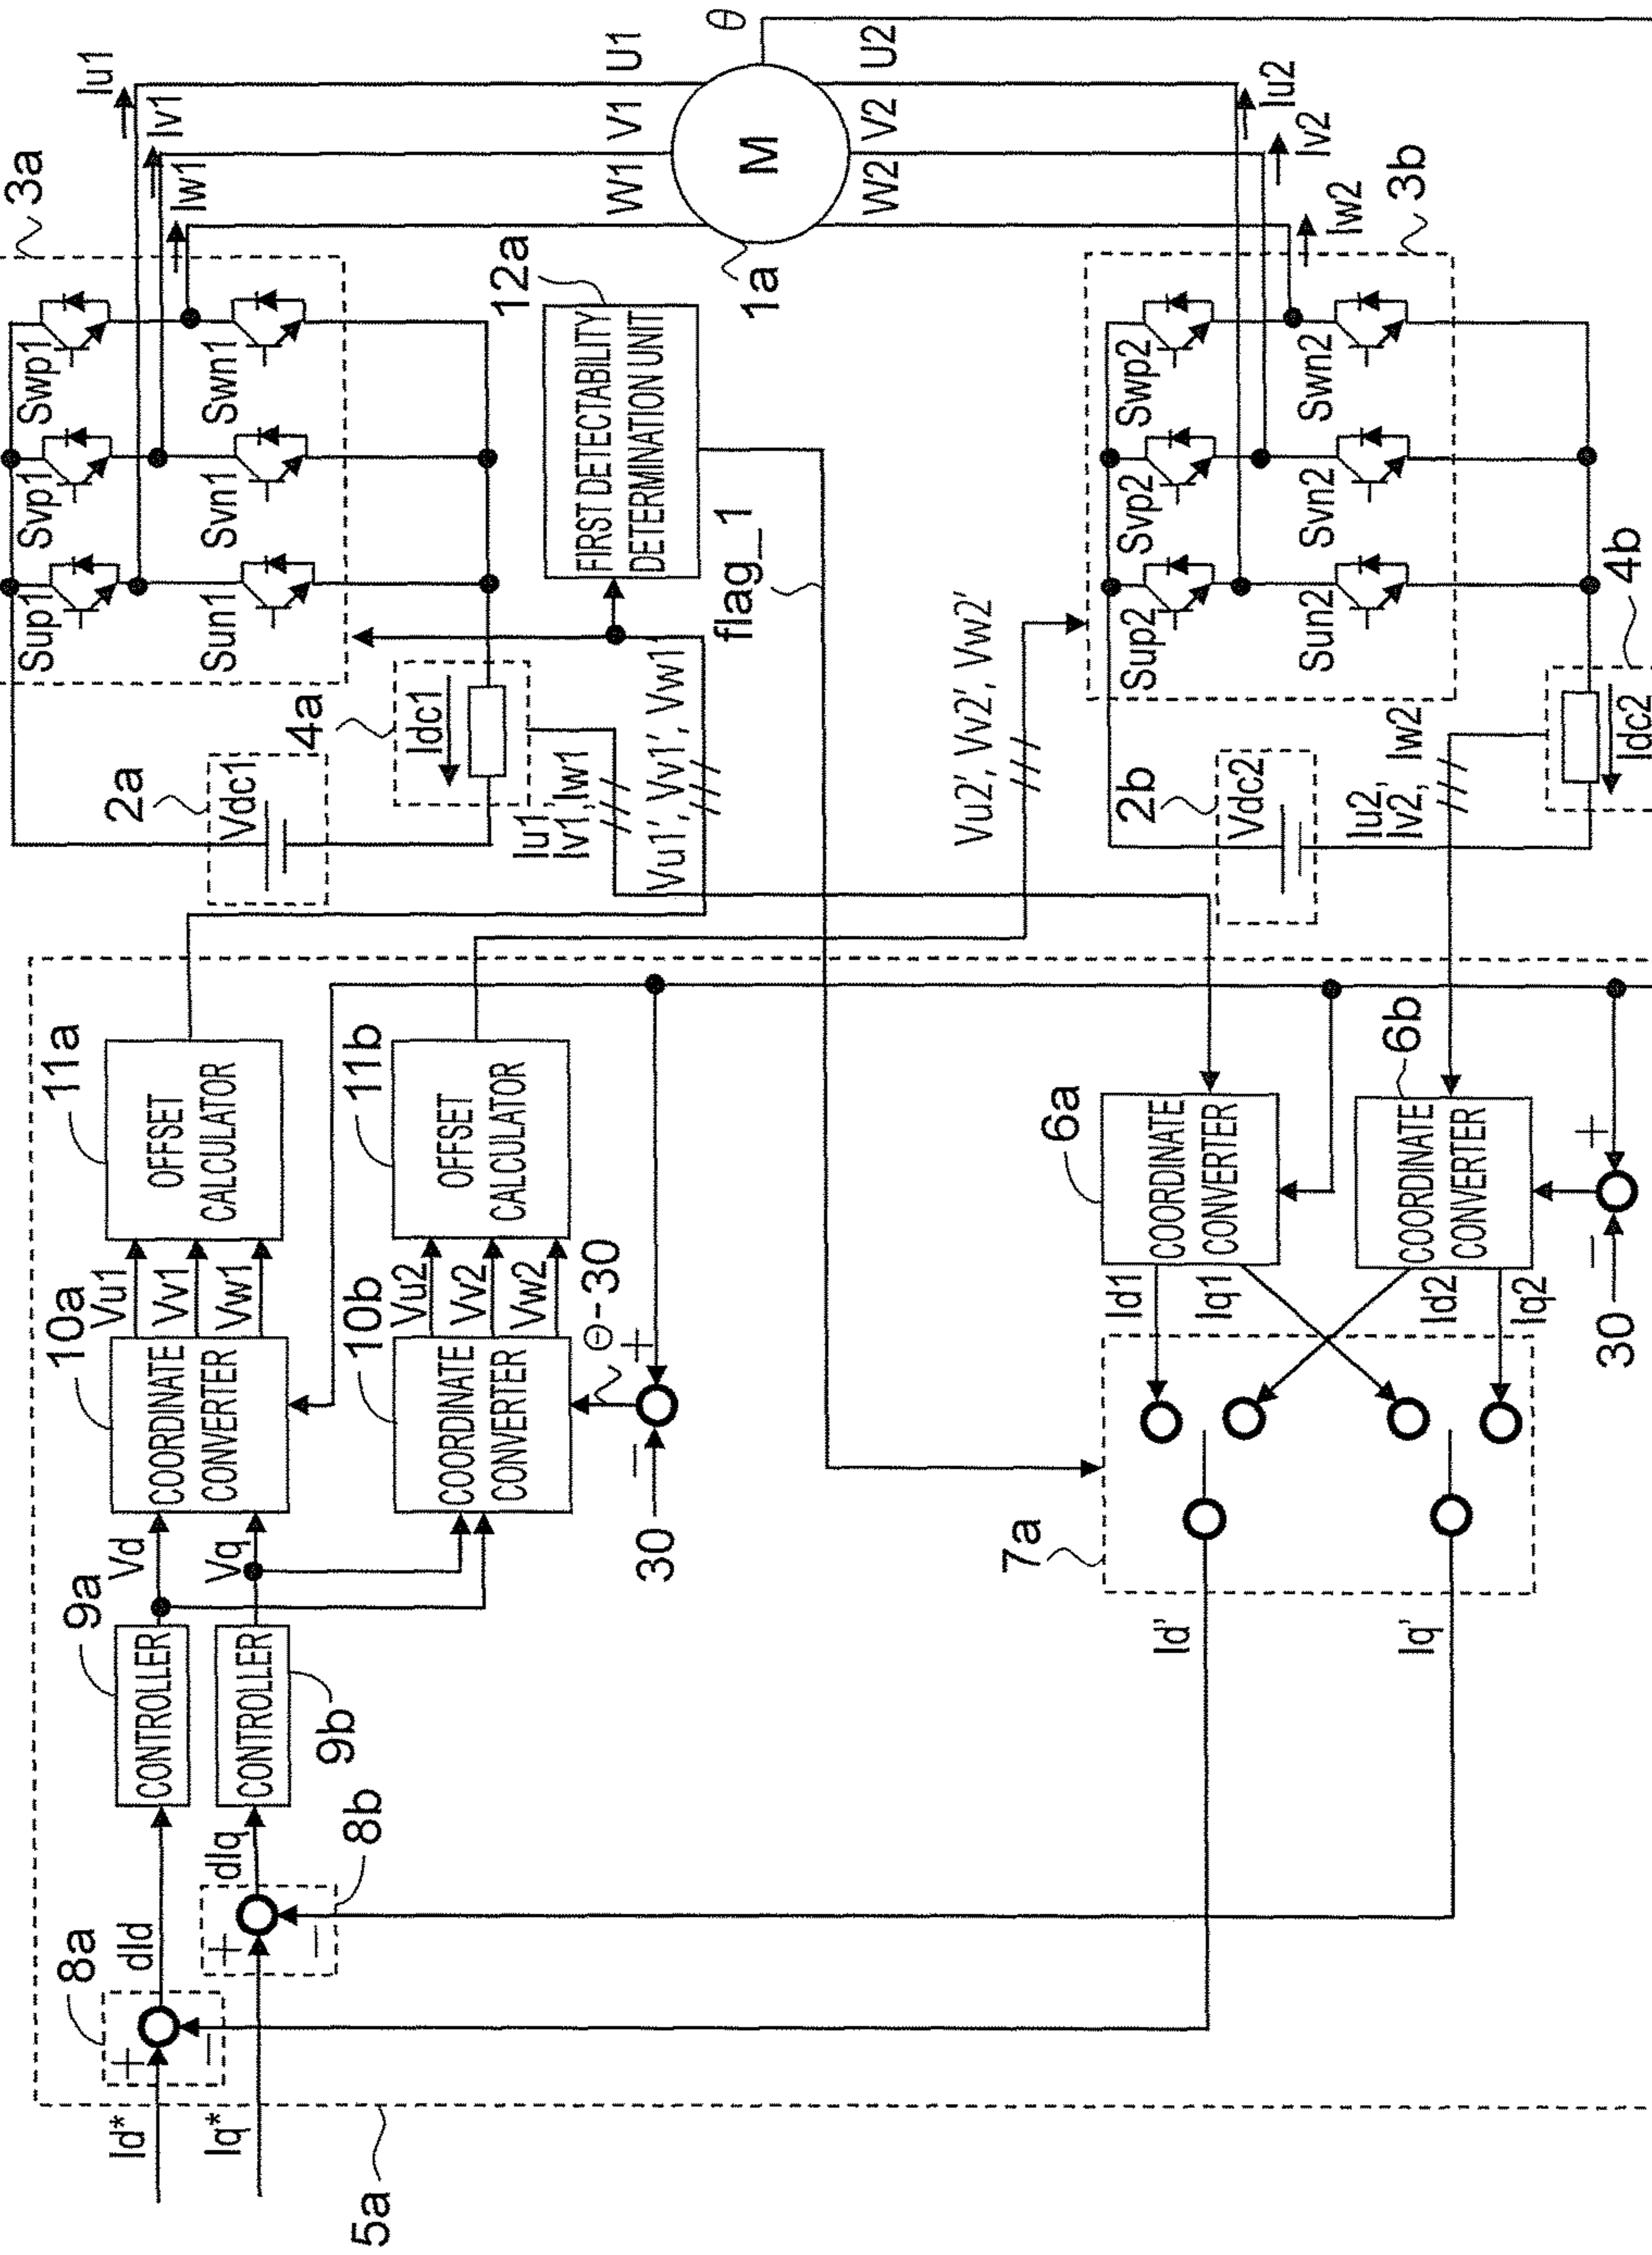 5a
Id*
Iq*
8a
+
−
dId
8b
+
−
dIq
9a
CONTROLLER
9b
CONTROLLER
Vd
Vq
10a
COORDINATE
CONVERTER
Vu1
Vv1
Vw1
11a
OFFSET
CALCULATOR
10b
COORDINATE
CONVERTER
Vu2
Vv2
Vw2
11b
OFFSET
CALCULATOR
Θ-30
+
−
30
7a
Id'
Iq'
Id1
Iq1
6a
COORDINATE
CONVERTER
Id2
Iq2
6b
COORDINATE
CONVERTER
+
−
30
2a
Vdc1
4a
Idc1
Iu1,
Iv1,Iw1
Vu1', Vv1', Vw1'
3a
Sup1
Svp1
Swp1
Sun1
Svn1
Swn1
Iu1
Iv1
Iw1
12a
FIRST DETECTABILITY
DETERMINATION UNIT
flag_1
U1
V1
W1
M
1a
θ
U2
V2
W2
Vu2', Vv2', Vw2'
2b
Vdc2
Iu2,
Iv2, Iw2
4b
Idc2
3b
Sup2
Svp2
Swp2
Sun2
Svn2
Swn2
Iu2
Iv2
Iw2